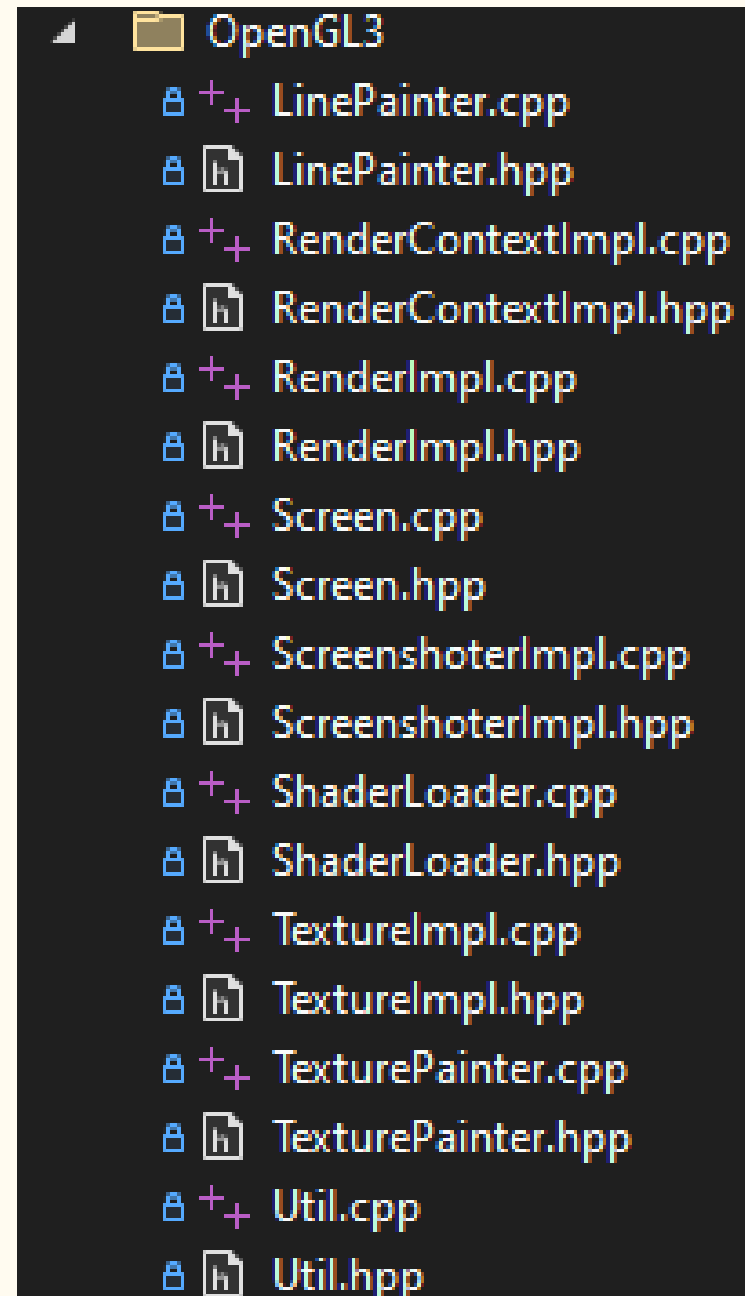 OpenGL3
LinePainter.cpp
LinePainter.hpp
RenderContextImpl.cpp
RenderContextImpl.hpp
RenderImpl.cpp
RenderImpl.hpp
Screen.cpp
Screen.hpp
ScreenshoterImpl.cpp
ScreenshoterImpl.hpp
ShaderLoader.cpp
ShaderLoader.hpp
TextureImpl.cpp
TextureImpl.hpp
TexturePainter.cpp
TexturePainter.hpp
Util.cpp
Util.hpp